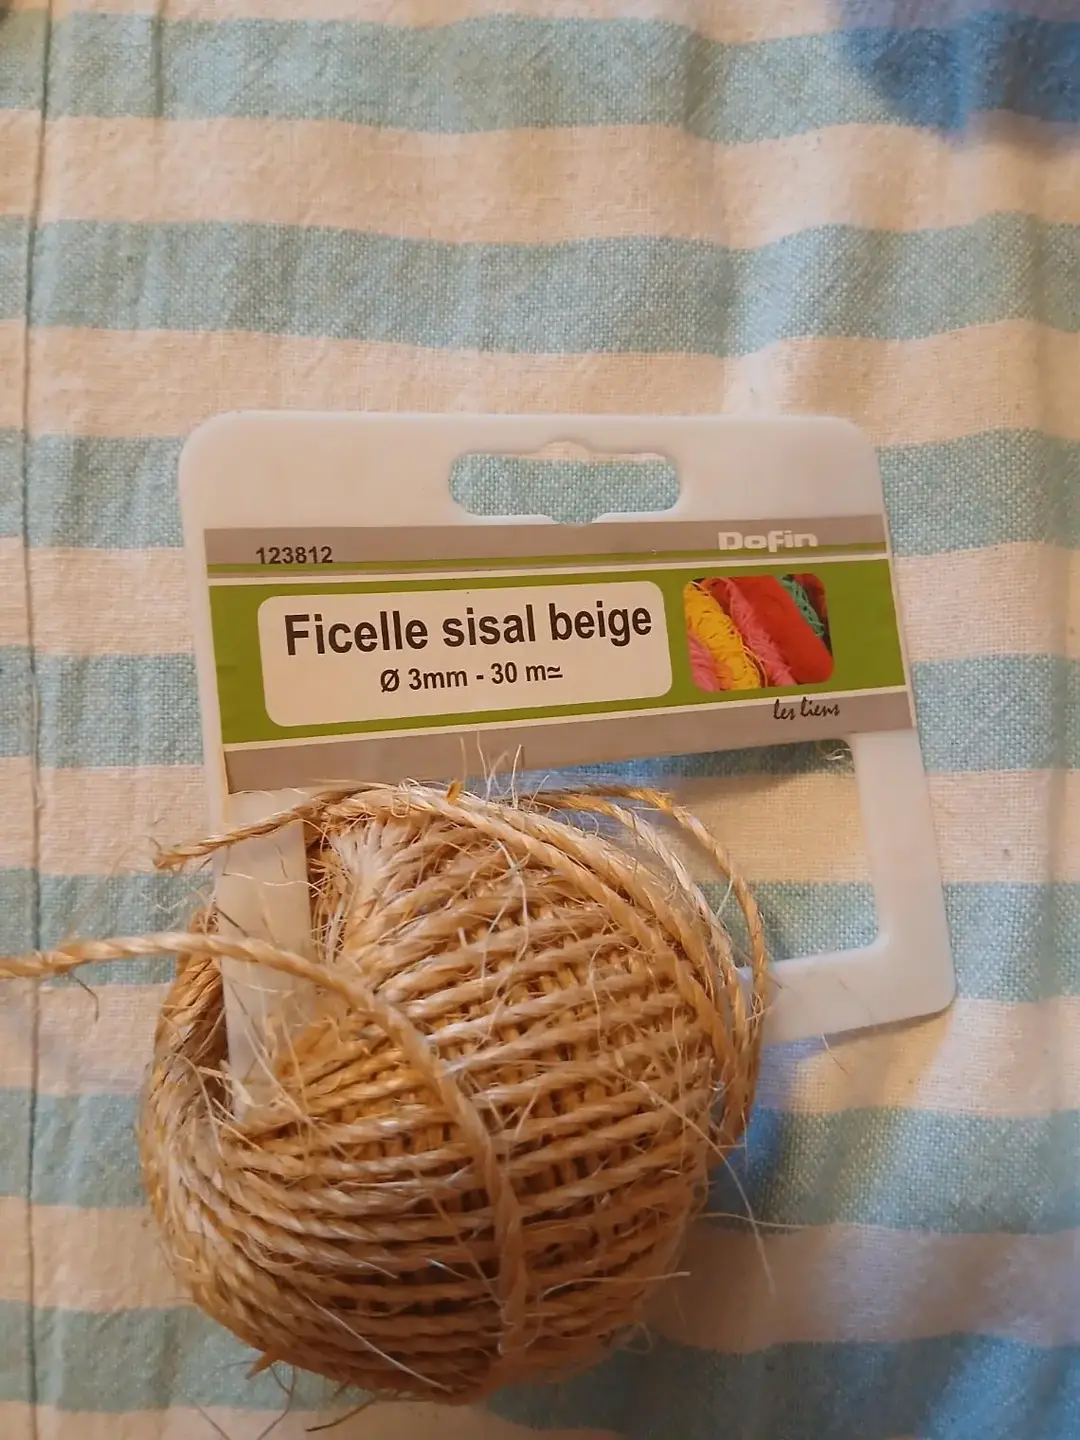 123812
Dofin
Ficelle sisal beige
Ø 3mm - 30 m≃
les liens